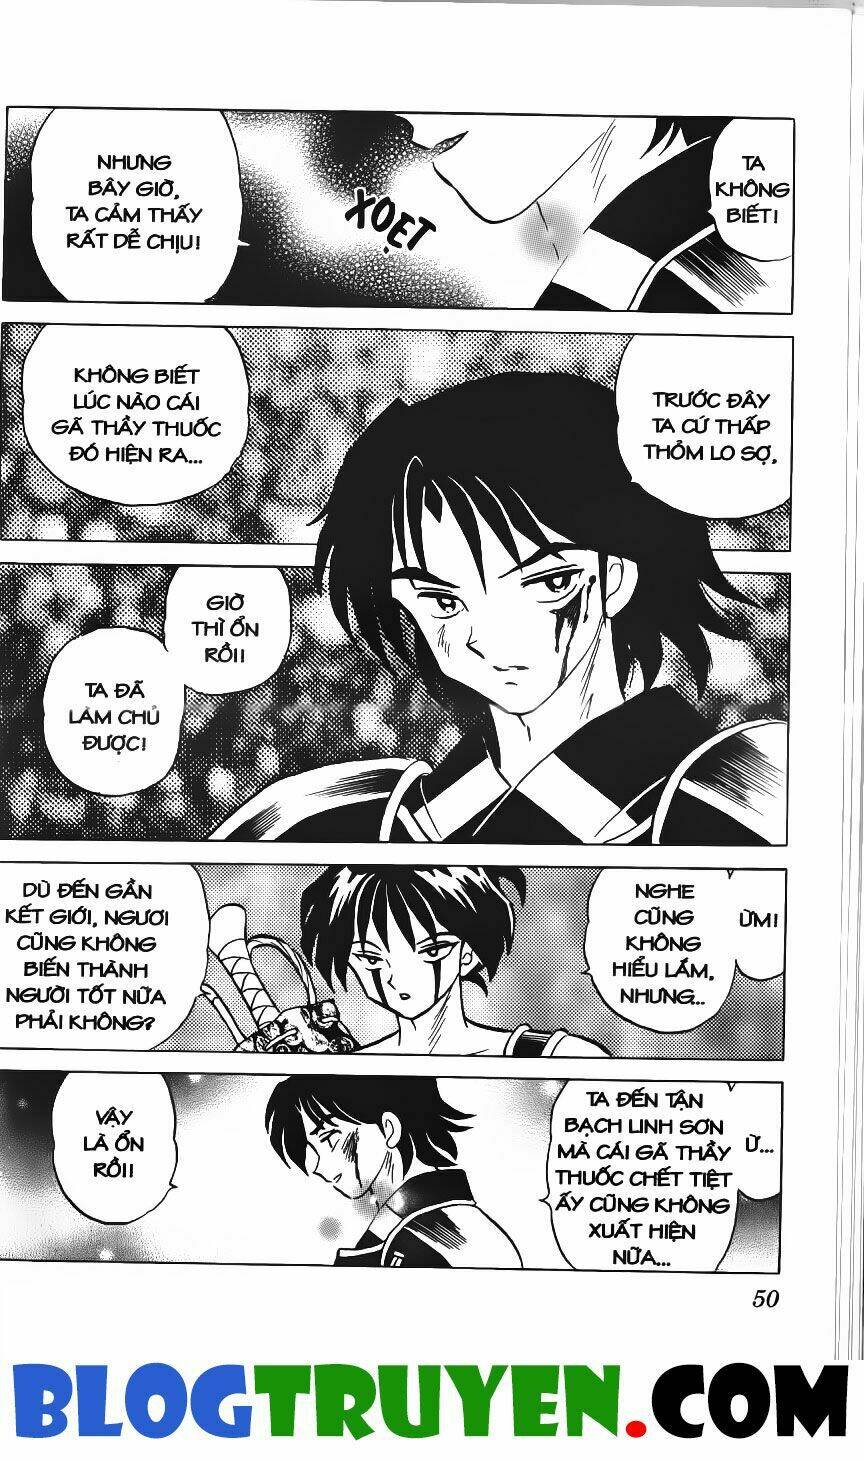 TA
KHÔNG
BIẾT!
XOẸT
NHƯNG
BÂY GIỜ,
TA CẢM THẤY
RẤT DỄ CHỊU!
TRƯỚC ĐÂY
TA CỨ THẤP
THỎM LO SỢ,
KHÔNG BIẾT
LÚC NÀO CÁI
GÃ THẦY THUỐC
ĐÓ HIỆN RA...
GIỜ
THÌ ỔN
RỒI!
TA ĐÃ
LÀM CHỦ
ĐƯỢC!
ỪM!
NGHE
CŨNG
KHÔNG
HIỂU LẮM,
NHƯNG...
DÙ ĐẾN GẦN
KẾT GIỚI, NGƯƠI
CŨNG KHÔNG
BIẾN THÀNH
NGƯỜI TỐT NỮA
PHẢI KHÔNG?
Ừ...
TA ĐẾN TẬN
BẠCH LINH SƠN
MÀ CÁI GÃ THẦY
THUỐC CHẾT TIỆT
ẤY CŨNG KHÔNG
XUẤT HIỆN
NỮA...
VẬY
LÀ ỔN
RỒI!
50
BLOGTRUYEN.COM